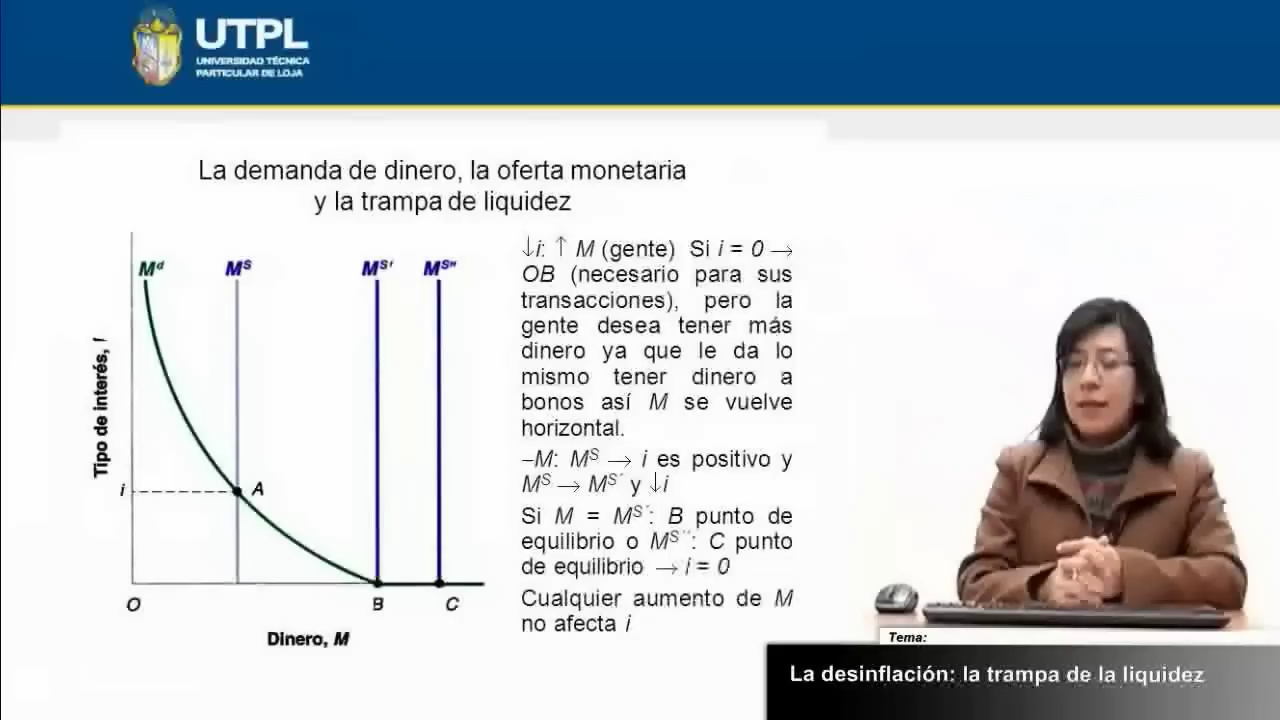 UTPL
UNIVERSIDAD TÉCNICA
PARTICULAR DE LOJA
La demanda de dinero, la oferta monetaria
y la trampa de liquidez
Mᵈ
Mˢ
Mˢ'
Mˢ''
Tipo de interés, i
i
A
O
B
C
Dinero, M
↓i: ↑ M (gente) Si i = 0 →
OB (necesario para sus
transacciones), pero la
gente desea tener más
dinero ya que le da lo
mismo tener dinero a
bonos así M se vuelve
horizontal.
–M: Mˢ → i es positivo y
Mˢ → Mˢ´ y ↓i
Si M = Mˢ´: B punto de
equilibrio o Mˢ´´: C punto
de equilibrio → i = 0
Cualquier aumento de M
no afecta i
Tema:
La desinflación: la trampa de la liquidez